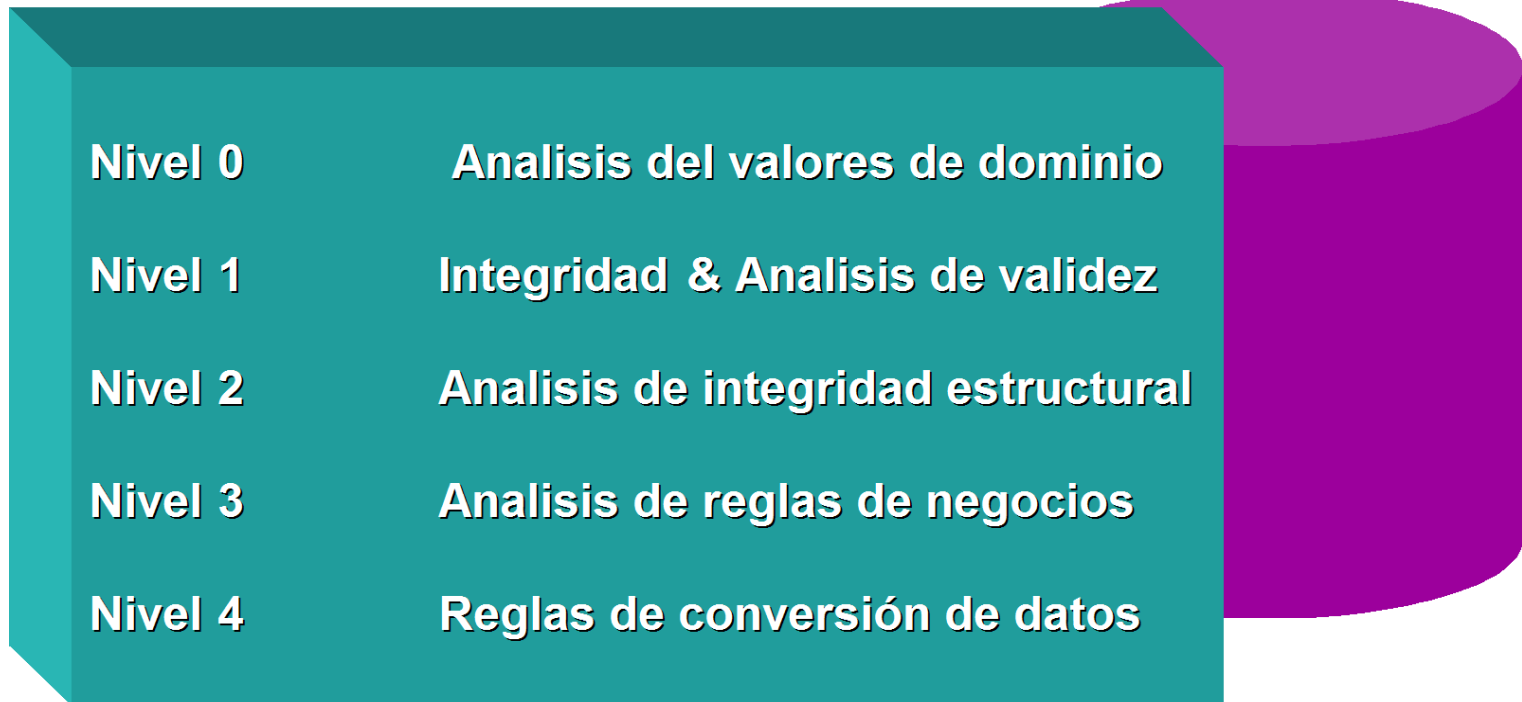 Nivel 0 Analisis del valores de dominio
Nivel 1 Integridad & Analisis de validez
Nivel 2 Analisis de integridad estructural
Nivel 3 Analisis de reglas de negocios
Nivel 4 Reglas de conversión de datos